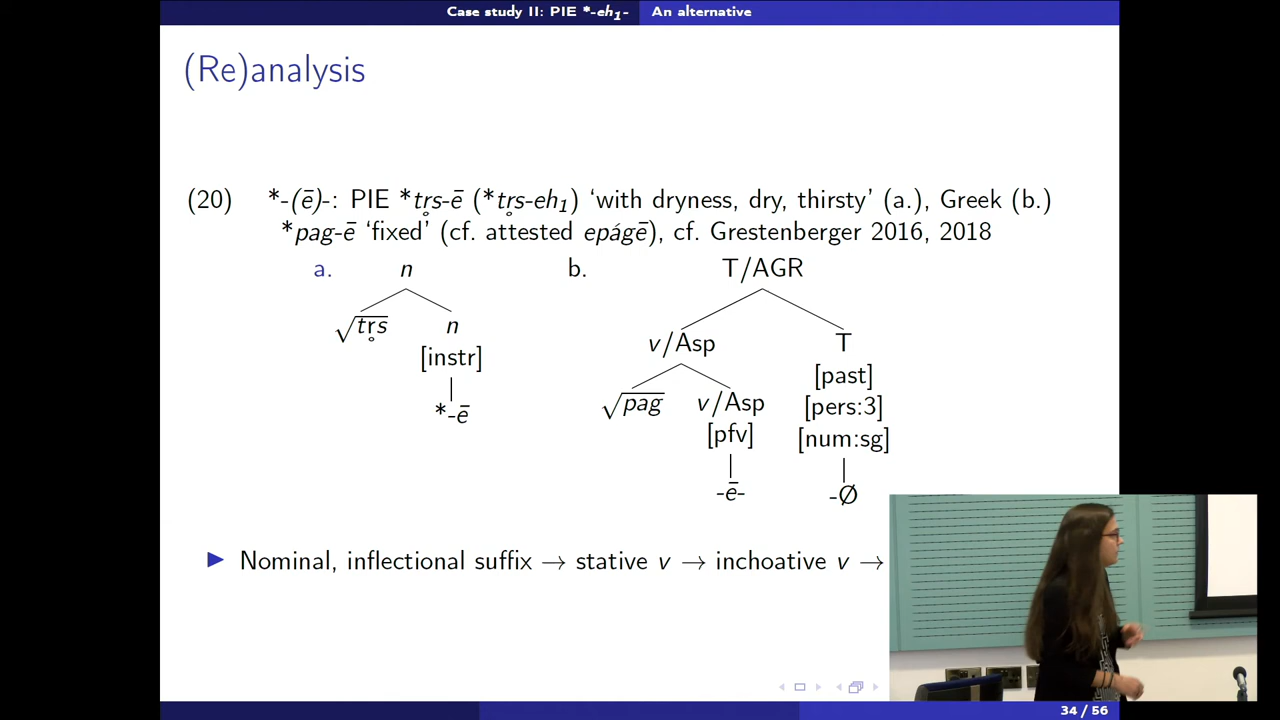 Case study II: PIE *-eh₁- An alternative
(Re)analysis
(20) *-(ē)-: PIE *tr̥s-ē (*tr̥s-eh₁) ‘with dryness, dry, thirsty’ (a.), Greek (b.)
*pag-ē ‘fixed’ (cf. attested epágē), cf. Grestenberger 2016, 2018
a. n b. T/AGR
√tr̥s n v/Asp T
[instr] [past]
*-ē √pag v/Asp [pers:3]
[pfv] [num:sg]
-ē- -Ø
▶ Nominal, inflectional suffix → stative v → inchoative v →
34 / 56